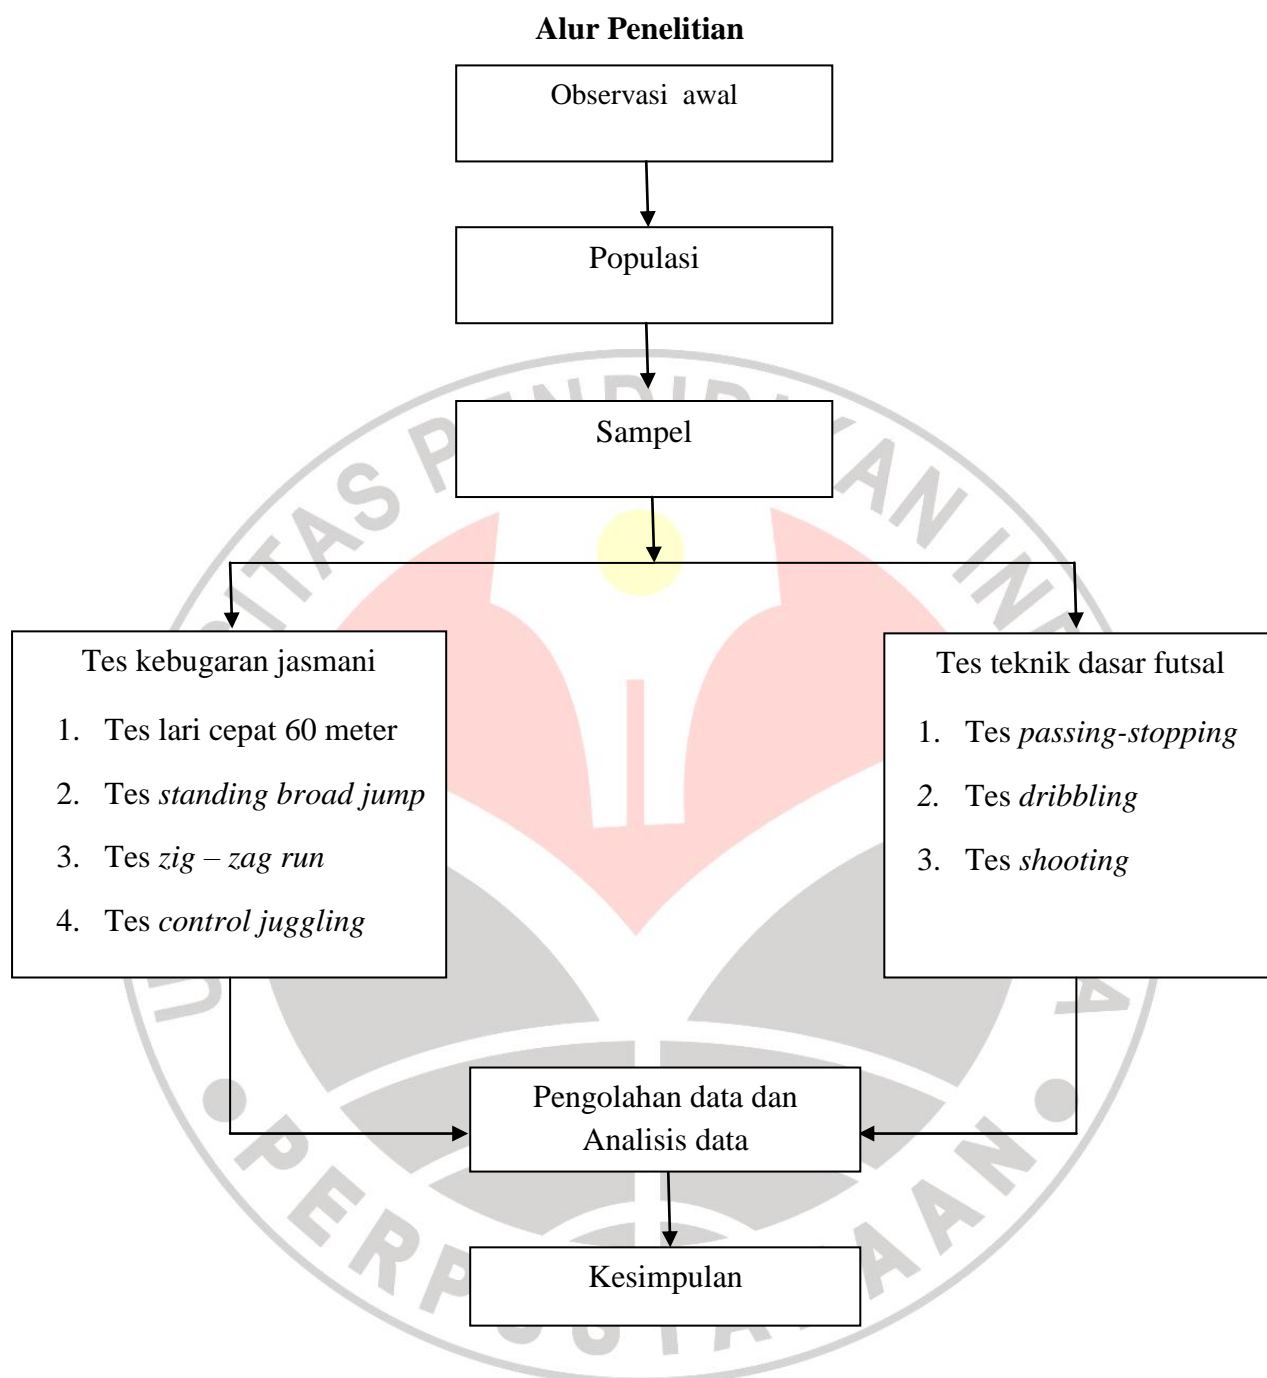 Alur Penelitian
Observasi awal
Populasi
Sampel
Tes kebugaran jasmani
1. Tes lari cepat 60 meter
2. Tes standing broad jump
3. Tes zig – zag run
4. Tes control juggling
Tes teknik dasar futsal
1. Tes passing-stopping
2. Tes dribbling
3. Tes shooting
Pengolahan data dan
Analisis data
Kesimpulan